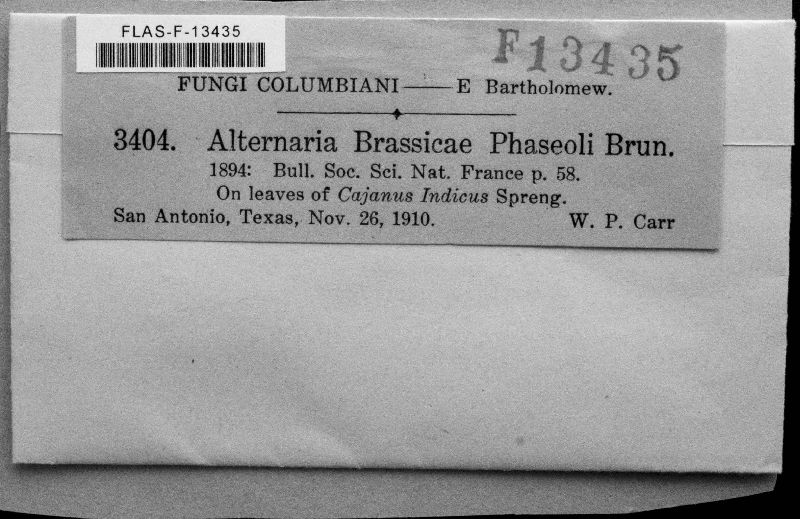 FLAS-F-13435
F13435
FUNGI COLUMBIANI—E Bartholomew.
3404. Alternaria Brassicae Phaseoli Brun.
1894: Bull. Soc. Sci. Nat. France p. 58.
On leaves of Cajanus Indicus Spreng.
San Antonio, Texas, Nov. 26, 1910. W. P. Carr